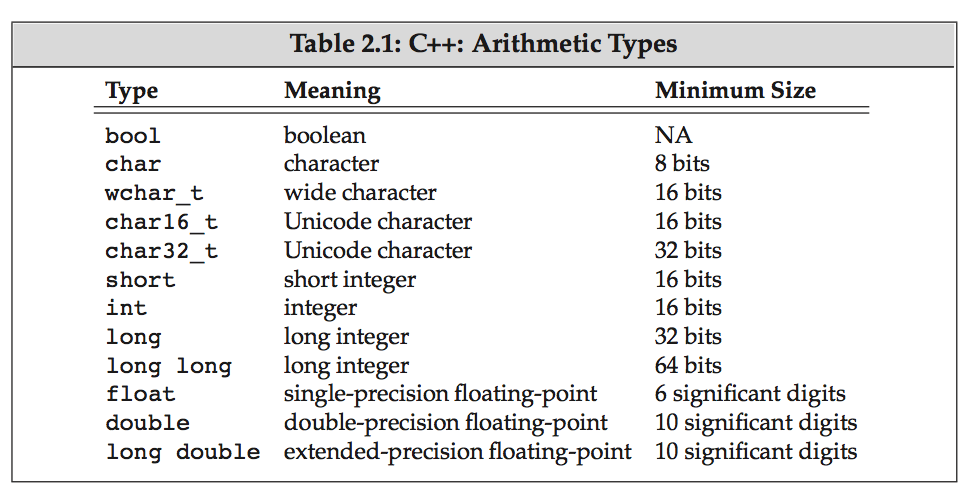 Table 2.1: C++: Arithmetic Types
Type Meaning Minimum Size
bool boolean NA
char character 8 bits
wchar_t wide character 16 bits
char16_t Unicode character 16 bits
char32_t Unicode character 32 bits
short short integer 16 bits
int integer 16 bits
long long integer 32 bits
long long long integer 64 bits
float single-precision floating-point 6 significant digits
double double-precision floating-point 10 significant digits
long double extended-precision floating-point 10 significant digits